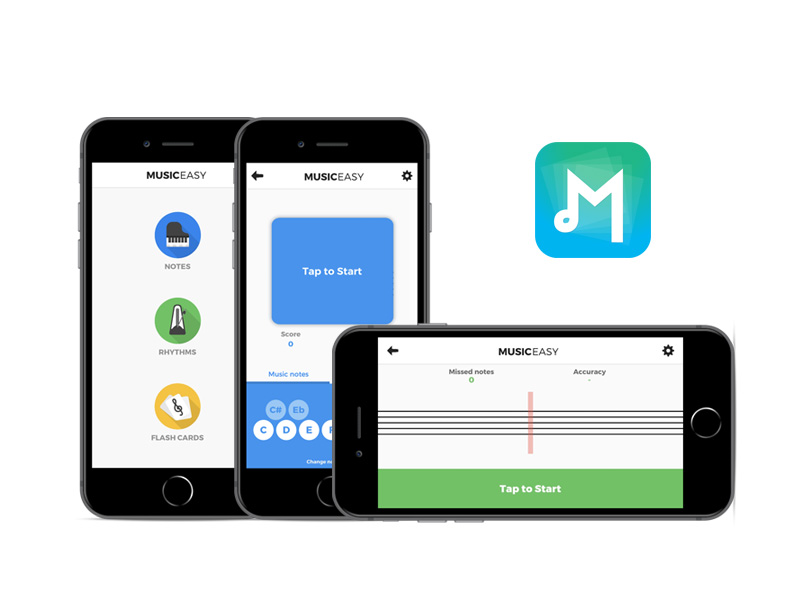 MUSICEASY
NOTES
RHYTHMS
FLASH CARDS
MUSICEASY
Tap to Start
Score
0
Music notes
C# Eb
C D E
MUSICEASY
Missed notes
0
Accuracy
-
Tap to Start
M